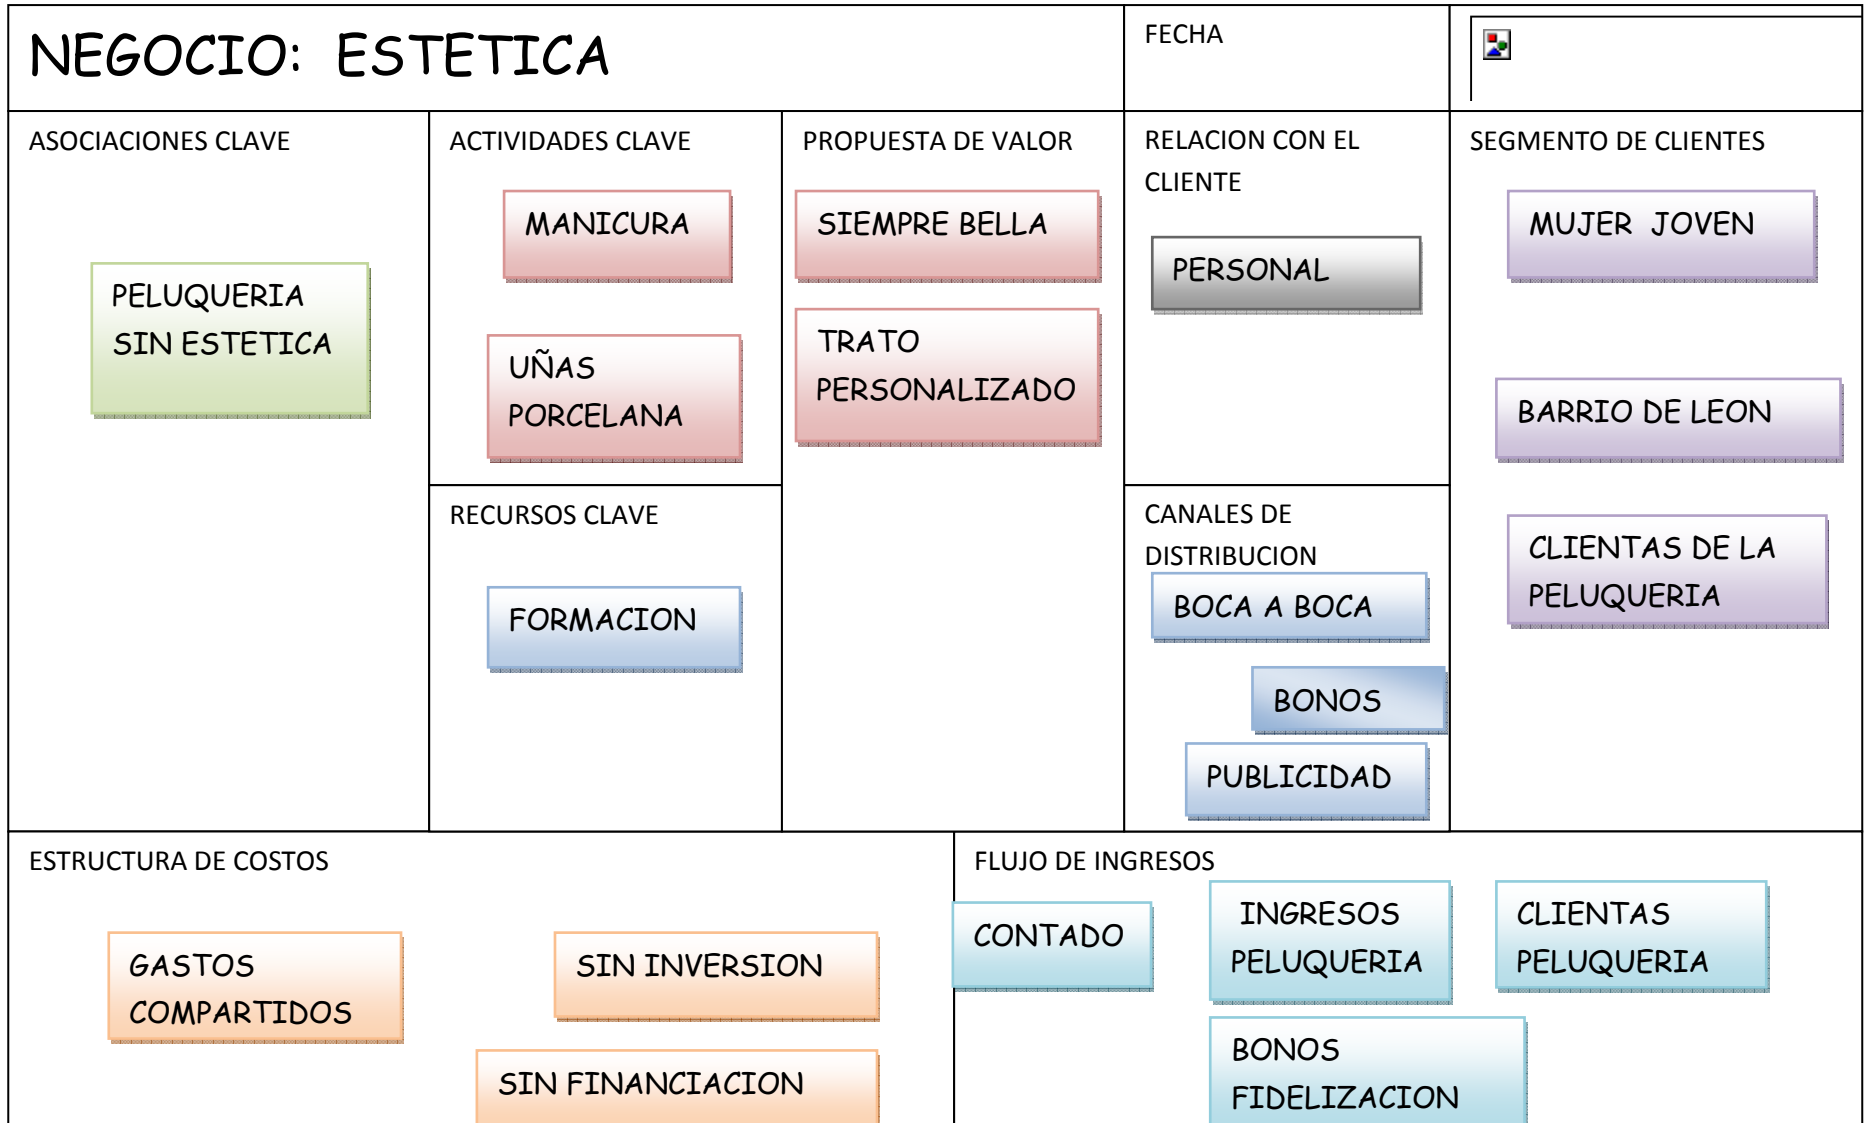 NEGOCIO: ESTETICA
FECHA
ASOCIACIONES CLAVE
PELUQUERIA
SIN ESTETICA
ACTIVIDADES CLAVE
MANICURA
UÑAS
PORCELANA
RECURSOS CLAVE
FORMACION
PROPUESTA DE VALOR
SIEMPRE BELLA
TRATO
PERSONALIZADO
RELACION CON EL
CLIENTE
PERSONAL
CANALES DE
DISTRIBUCION
BOCA A BOCA
BONOS
PUBLICIDAD
SEGMENTO DE CLIENTES
MUJER JOVEN
BARRIO DE LEON
CLIENTAS DE LA
PELUQUERIA
ESTRUCTURA DE COSTOS
GASTOS
COMPARTIDOS
SIN INVERSION
SIN FINANCIACION
FLUJO DE INGRESOS
CONTADO
INGRESOS
PELUQUERIA
CLIENTAS
PELUQUERIA
BONOS
FIDELIZACION